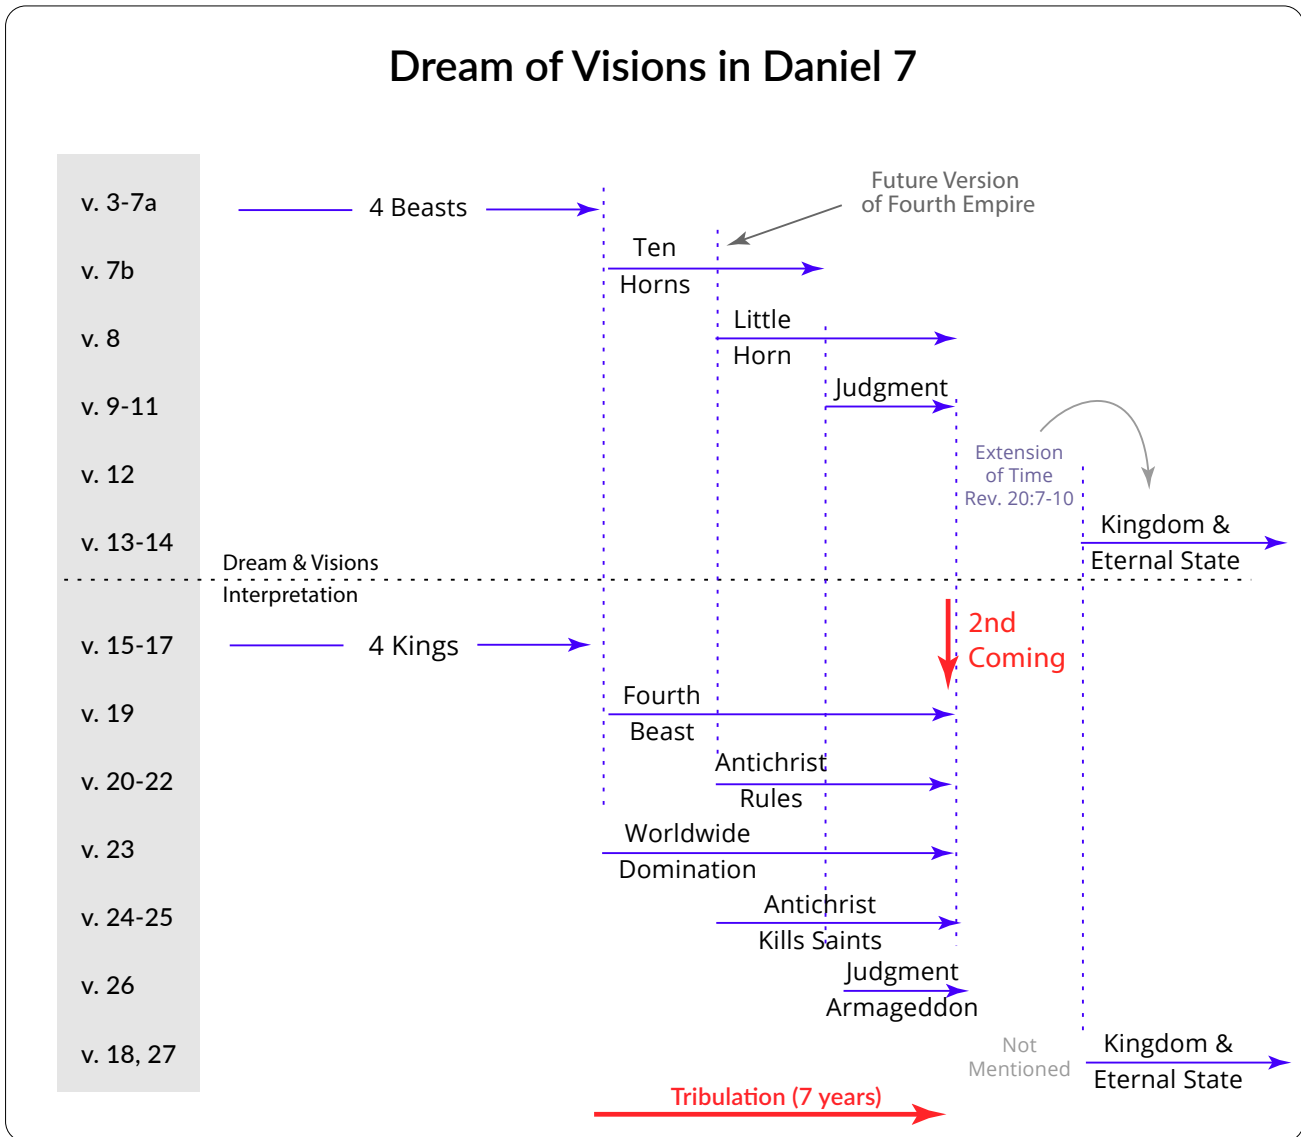 Dream of Visions in Daniel 7
v. 3-7a
4 Beasts
Future Version
of Fourth Empire
v. 7b
Ten
Horns
v. 8
Little
Horn
v. 9-11
Judgment
v. 12
Extension
of Time
Rev. 20:7-10
v. 13-14
Kingdom &
Eternal State
Dream & Visions
Interpretation
v. 15-17
4 Kings
2nd
Coming
v. 19
Fourth
Beast
v. 20-22
Antichrist
Rules
v. 23
Worldwide
Domination
v. 24-25
Antichrist
Kills Saints
v. 26
Judgment
Armageddon
v. 18, 27
Not
Mentioned
Kingdom &
Eternal State
Tribulation (7 years)